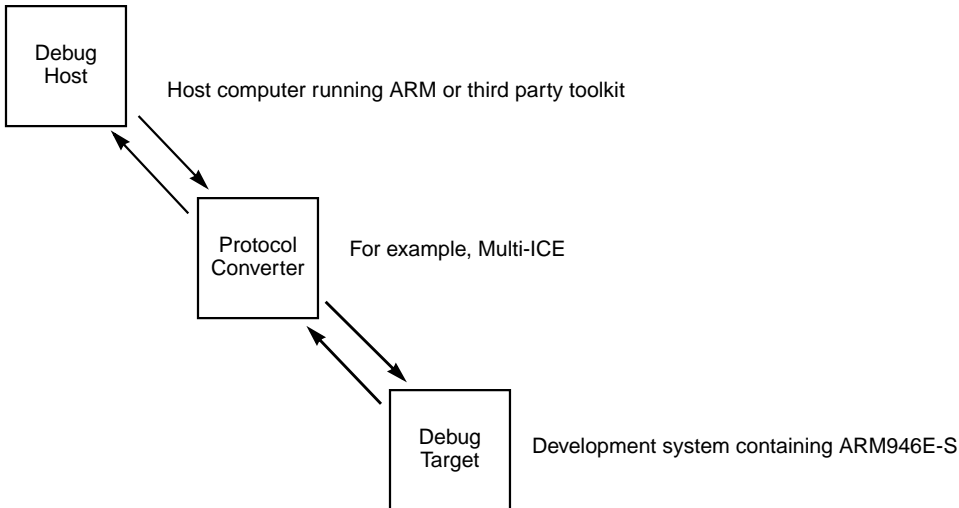 Debug
Host
Host computer running ARM or third party toolkit
Protocol
Converter
For example, Multi-ICE
Debug
Target
Development system containing ARM946E-S